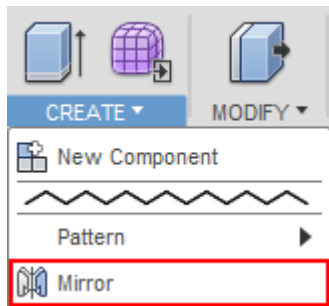 CREATE ▼ MODIFY ▼
New Component
Pattern
Mirror